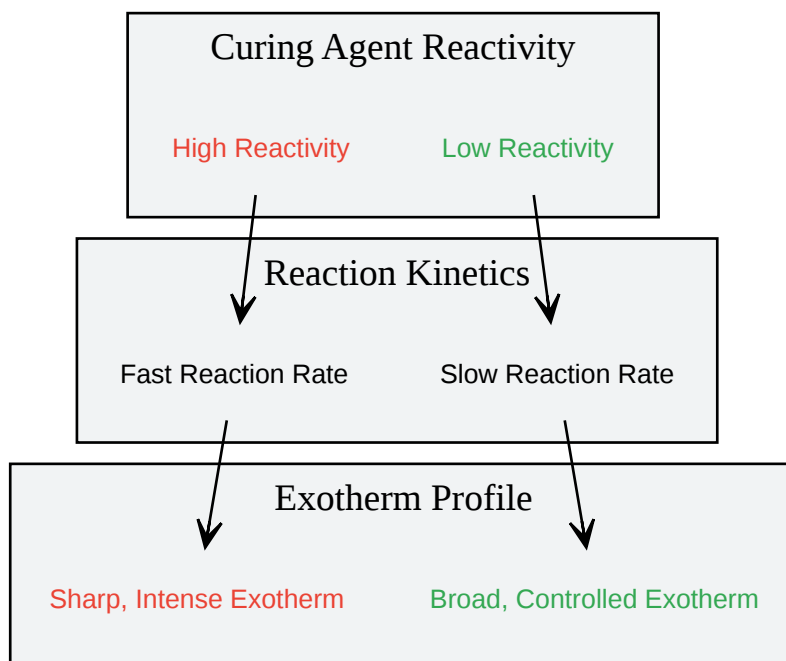 Curing Agent Reactivity
High Reactivity
Low Reactivity
Reaction Kinetics
Fast Reaction Rate
Slow Reaction Rate
Exotherm Profile
Sharp, Intense Exotherm
Broad, Controlled Exotherm